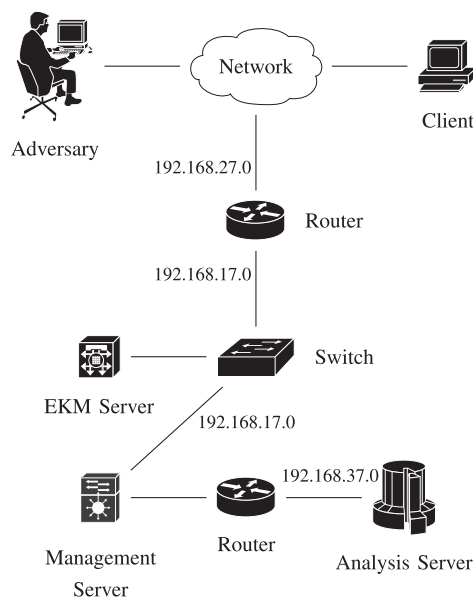 Network
Adversary
Client
192.168.27.0
Router
192.168.17.0
Switch
EKM Server
192.168.17.0
192.168.37.0
Management
Server
Router
Analysis Server